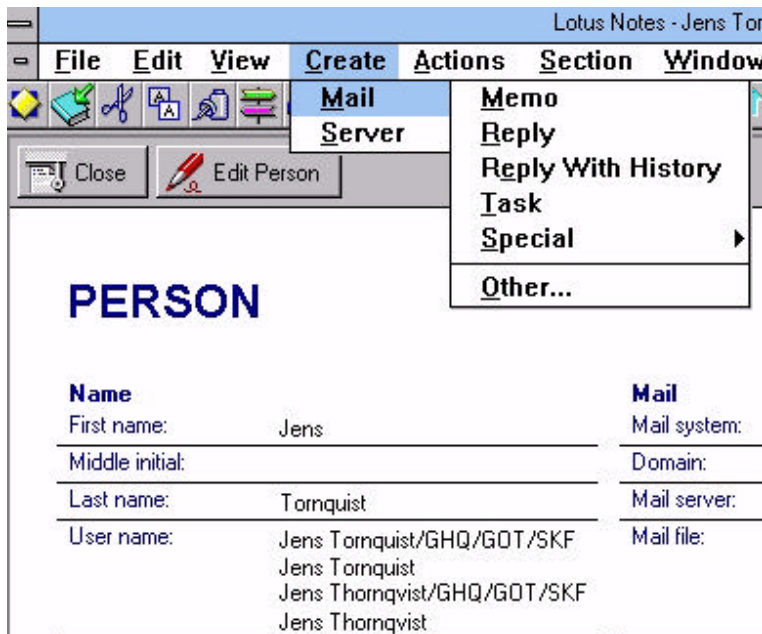 Lotus Notes - Jens Tor
File Edit View Create Actions Section Window
Mail Memo
Server Reply
Reply With History
Close Edit Person
Task
Special
Other...
PERSON
Name Mail
First name: Jens Mail system:
Middle initial: Domain:
Last name: Tornquist Mail server:
User name: Jens Tornquist/GHQ/GOT/SKF Mail file:
Jens Tornquist
Jens Thornqvist/GHQ/GOT/SKF
Jens Thornqvist